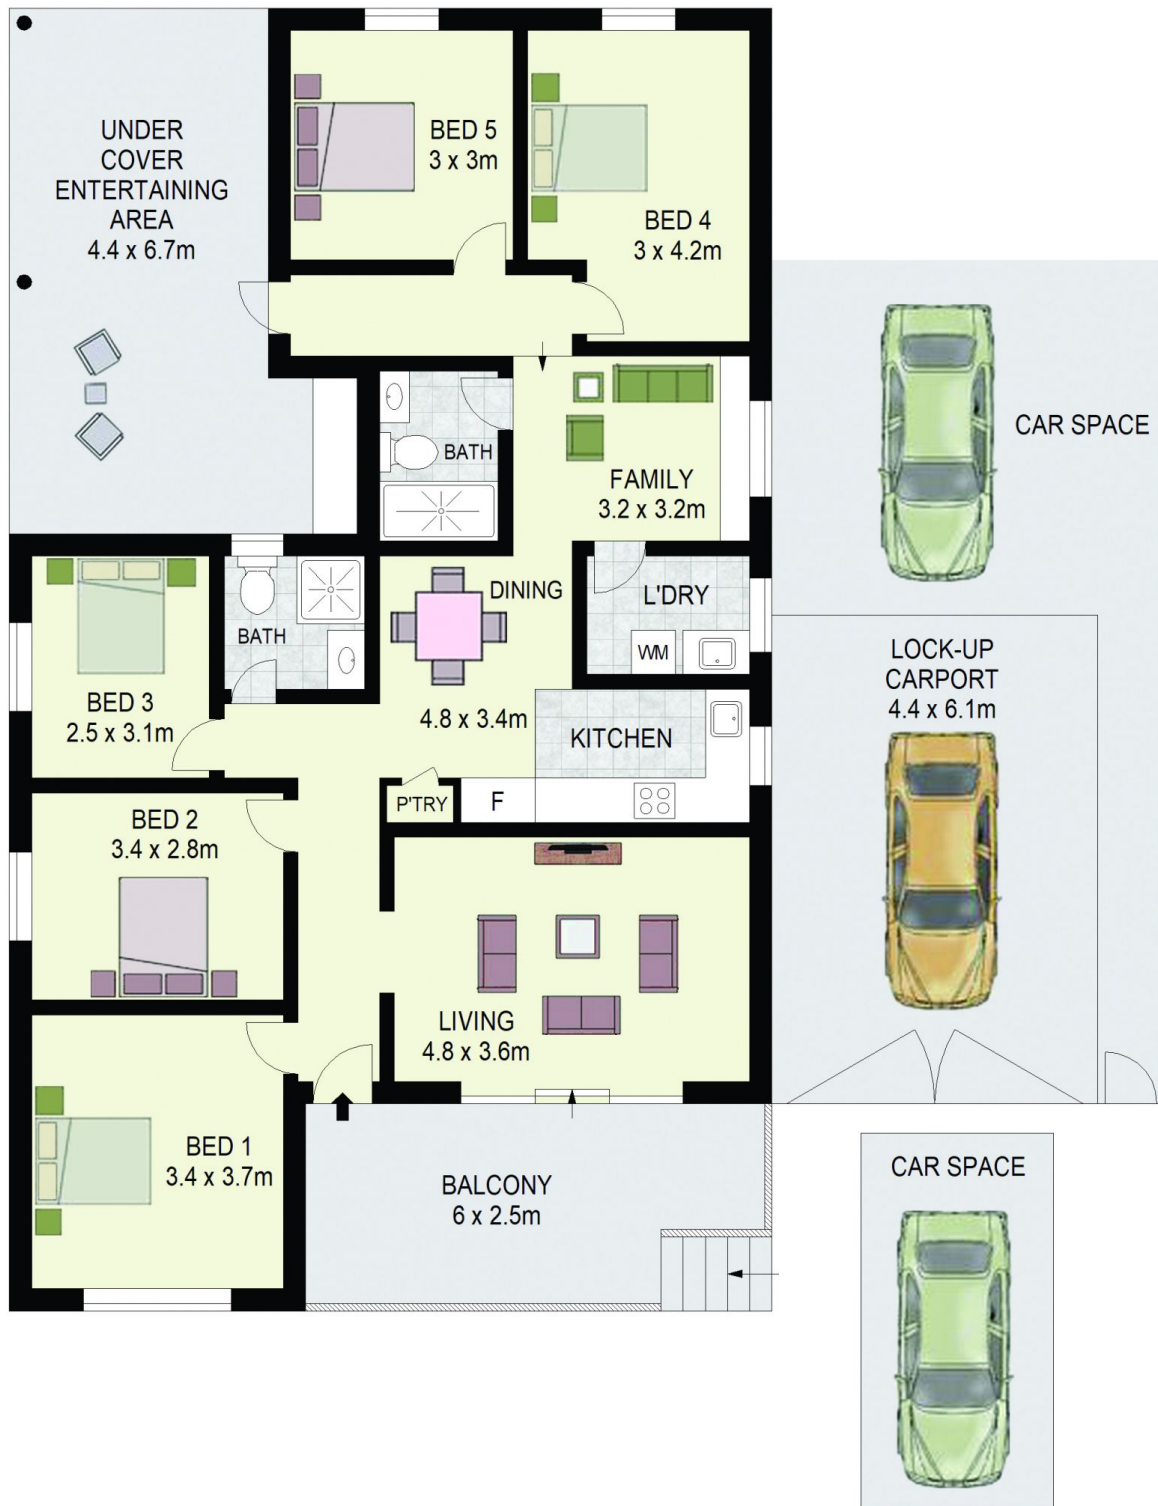 UNDER
COVER
ENTERTAINING
AREA
4.4 x 6.7m
BED 5
3 x 3m
BED 4
3 x 4.2m
CAR SPACE
BATH
FAMILY
3.2 x 3.2m
DINING
L'DRY
WM
BATH
LOCK-UP
CARPORT
4.4 x 6.1m
BED 3
2.5 x 3.1m
4.8 x 3.4m
KITCHEN
P'TRY
F
BED 2
3.4 x 2.8m
LIVING
4.8 x 3.6m
BED 1
3.4 x 3.7m
BALCONY
6 x 2.5m
CAR SPACE